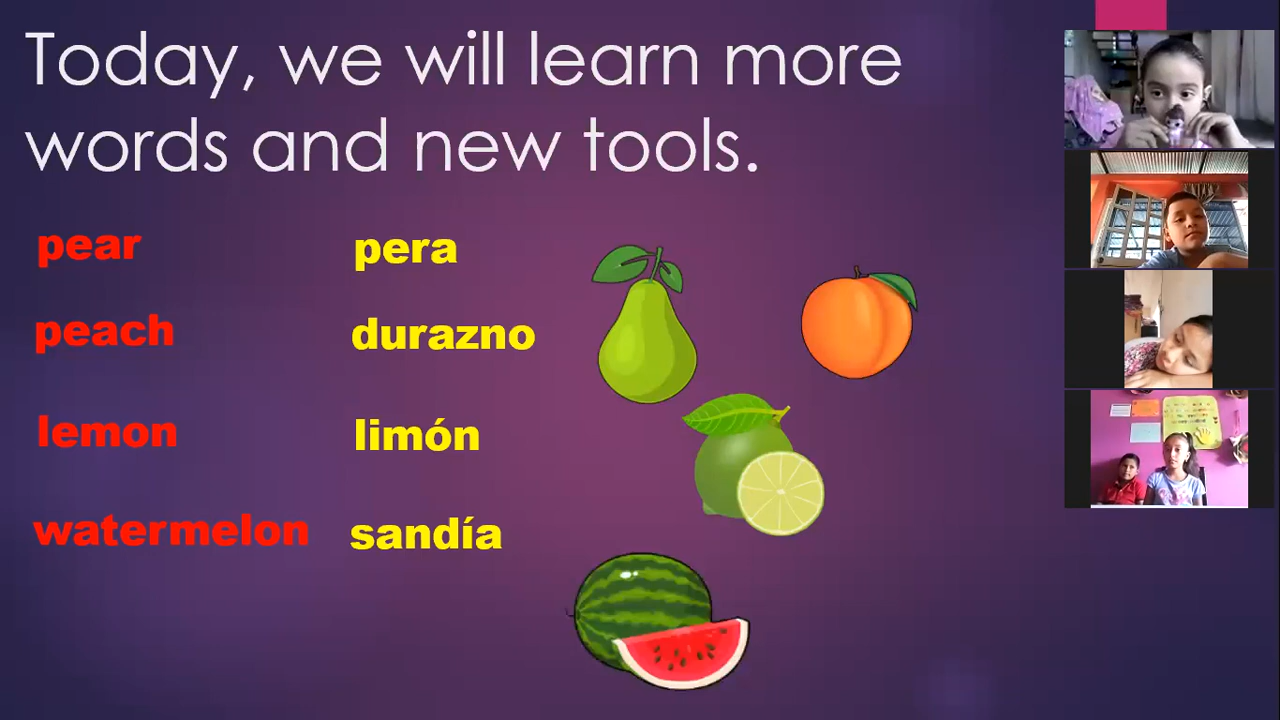 Today, we will learn more
words and new tools.
pear pera
peach durazno
lemon limón
watermelon sandía